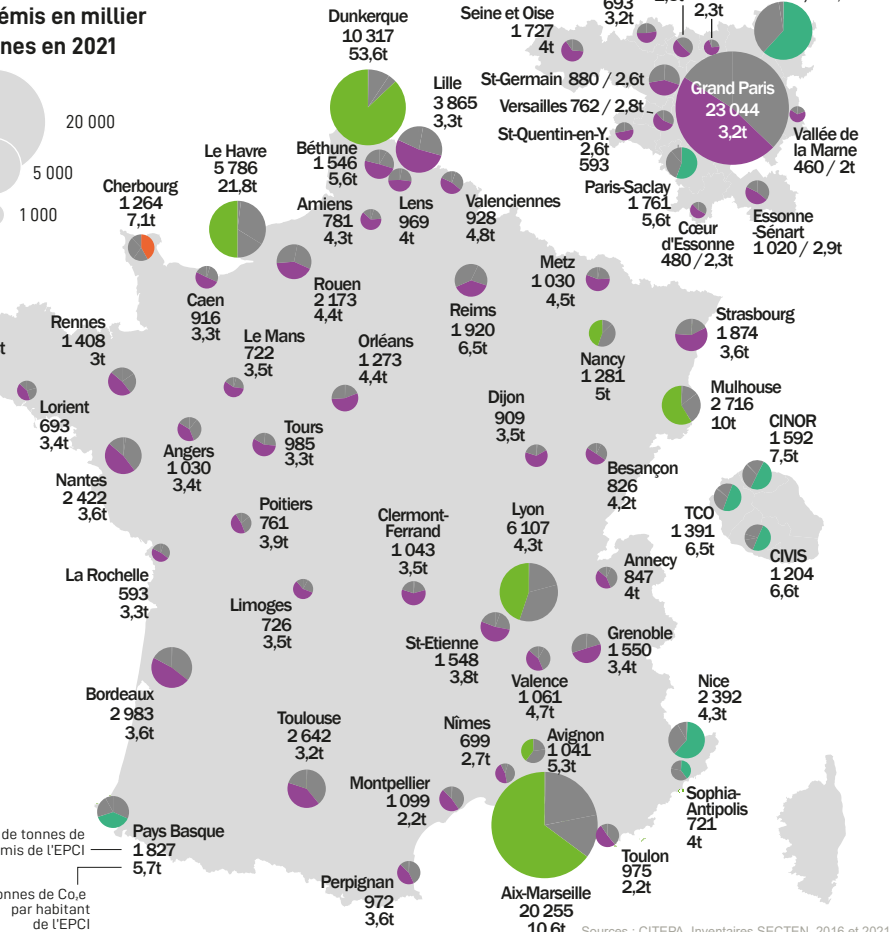 émis en millier
nnes en 2021
20 000
5 000
1 000
Dunkerque
10 317
53,6t
Lille
3 865
3,3t
Le Havre
5 786
21,8t
Béthune
1 546
5,6t
Cherbourg
1 264
7,1t
Amiens
781
4,3t
Lens
969
4t
Valenciennes
928
4,8t
Seine et Oise
1 727
4t
693
3,2t
2,3t
St-Germain 880 / 2,6t
Versailles 762 / 2,8t
St-Quentin-en-Y.
2,6t
593
Grand Paris
23 044
3,2t
Vallée de
la Marne
460 / 2t
Paris-Saclay
1 761
5,6t
Cœur
d'Essonne
480 / 2,3t
Essonne
-Sénart
1 020 / 2,9t
Caen
916
3,3t
Rouen
2 173
4,4t
Reims
1 920
6,5t
Metz
1 030
4,5t
Strasbourg
1 874
3,6t
Nancy
1 281
5t
Mulhouse
2 716
10t
Rennes
1 408
3t
t
Le Mans
722
3,5t
Orléans
1 273
4,4t
Lorient
693
3,4t
Angers
1 030
3,4t
Tours
985
3,3t
Dijon
909
3,5t
Besançon
826
4,2t
CINOR
1 592
7,5t
TCO
1 391
6,5t
CIVIS
1 204
6,6t
Nantes
2 422
3,6t
Poitiers
761
3,9t
Clermont-
Ferrand
1 043
3,5t
Lyon
6 107
4,3t
Annecy
847
4t
La Rochelle
593
3,3t
Limoges
726
3,5t
St-Etienne
1 548
3,8t
Grenoble
1 550
3,4t
Valence
1 061
4,7t
Bordeaux
2 983
3,6t
Toulouse
2 642
3,2t
Nîmes
699
2,7t
Avignon
1 041
5,3t
Nice
2 392
4,3t
Sophia-
Antipolis
721
4t
Montpellier
1 099
2,2t
Toulon
975
2,2t
Perpignan
972
3,6t
Aix-Marseille
20 255
10,6t
Pays Basque
1 827
5,7t
de tonnes de
mis de l'EPCI
onnes de Co₂e
par habitant
de l'EPCI
Sources : CITEPA, Inventaires SECTEN, 2016 et 2021